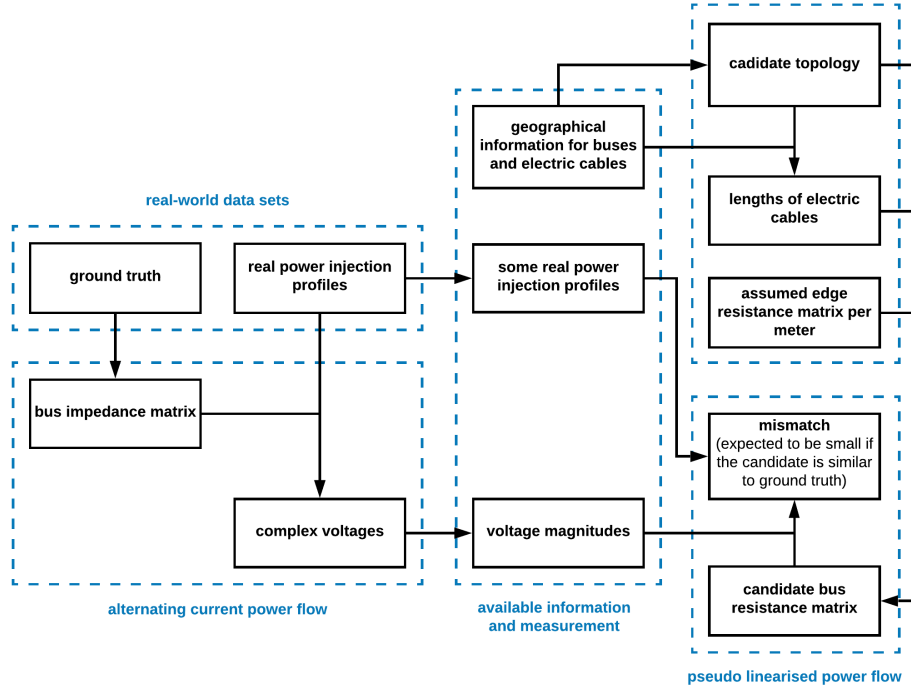 cadidate topology
geographical
information for buses
and electric cables
lengths of electric
cables
real-world data sets
ground truth
real power injection
profiles
some real power
injection profiles
assumed edge
resistance matrix per
meter
bus impedance matrix
mismatch
(expected to be small if
the candidate is similar
to ground truth)
complex voltages
voltage magnitudes
candidate bus
resistance matrix
alternating current power flow
available information
and measurement
pseudo linearised power flow